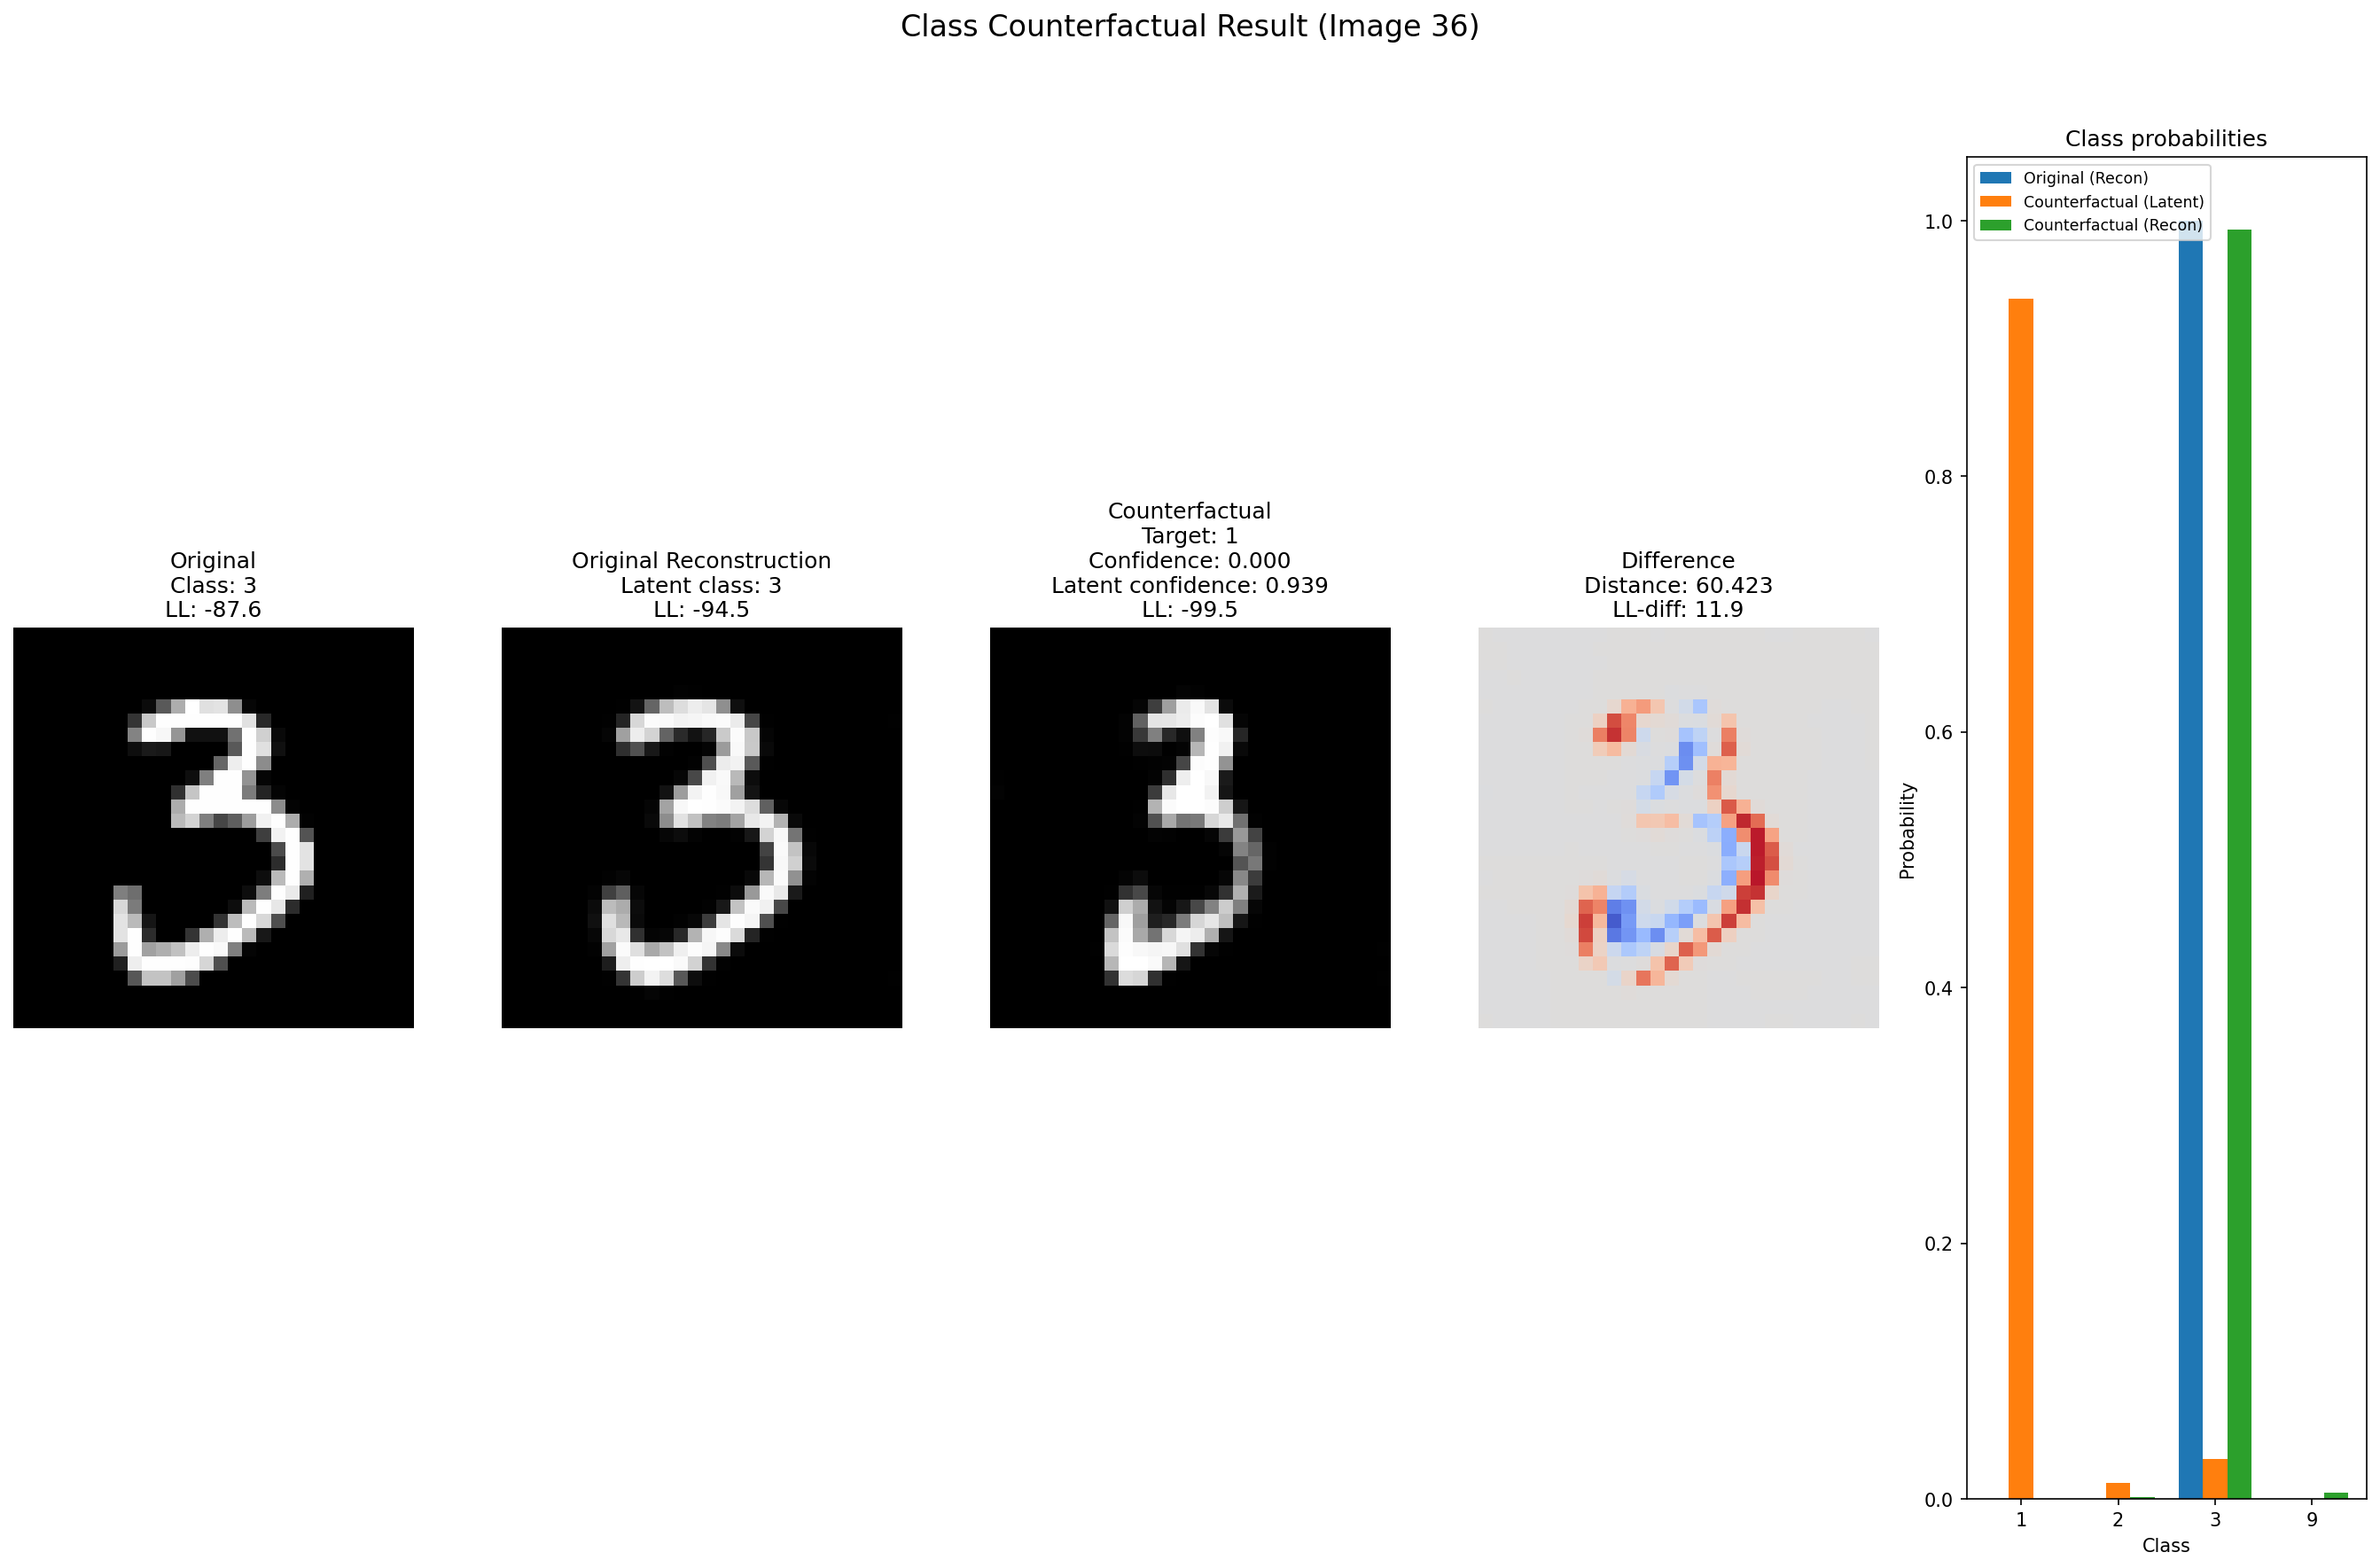 Class Counterfactual Result (Image 36)
Original
Class: 3
LL: -87.6
Original Reconstruction
Latent class: 3
LL: -94.5
Counterfactual
Target: 1
Confidence: 0.000
Latent confidence: 0.939
LL: -99.5
Difference
Distance: 60.423
LL-diff: 11.9
3
3
3
Class probabilities
Original (Recon)
Counterfactual (Latent)
Counterfactual (Recon)
1.0
0.8
0.6
0.4
0.2
0.0
Probability
1 2 3 9
Class